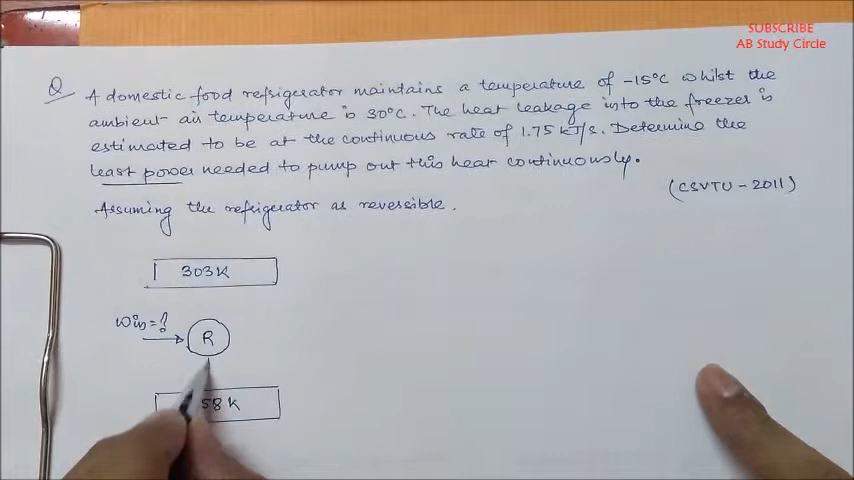 SUBSCRIBE
AB Study Circle
Q A domestic food refrigerator maintains a temperature of -15°C whilst the
ambient air temperature is 30°C. The heat leakage into the freezer is
estimated to be at the continuous rate of 1.75 kJ/s. Determine the
least power needed to pump out this heat continuously.
(CSVTU - 2011)
Assuming the refrigerator as reversible.
303K
Win = ?
R
58 K